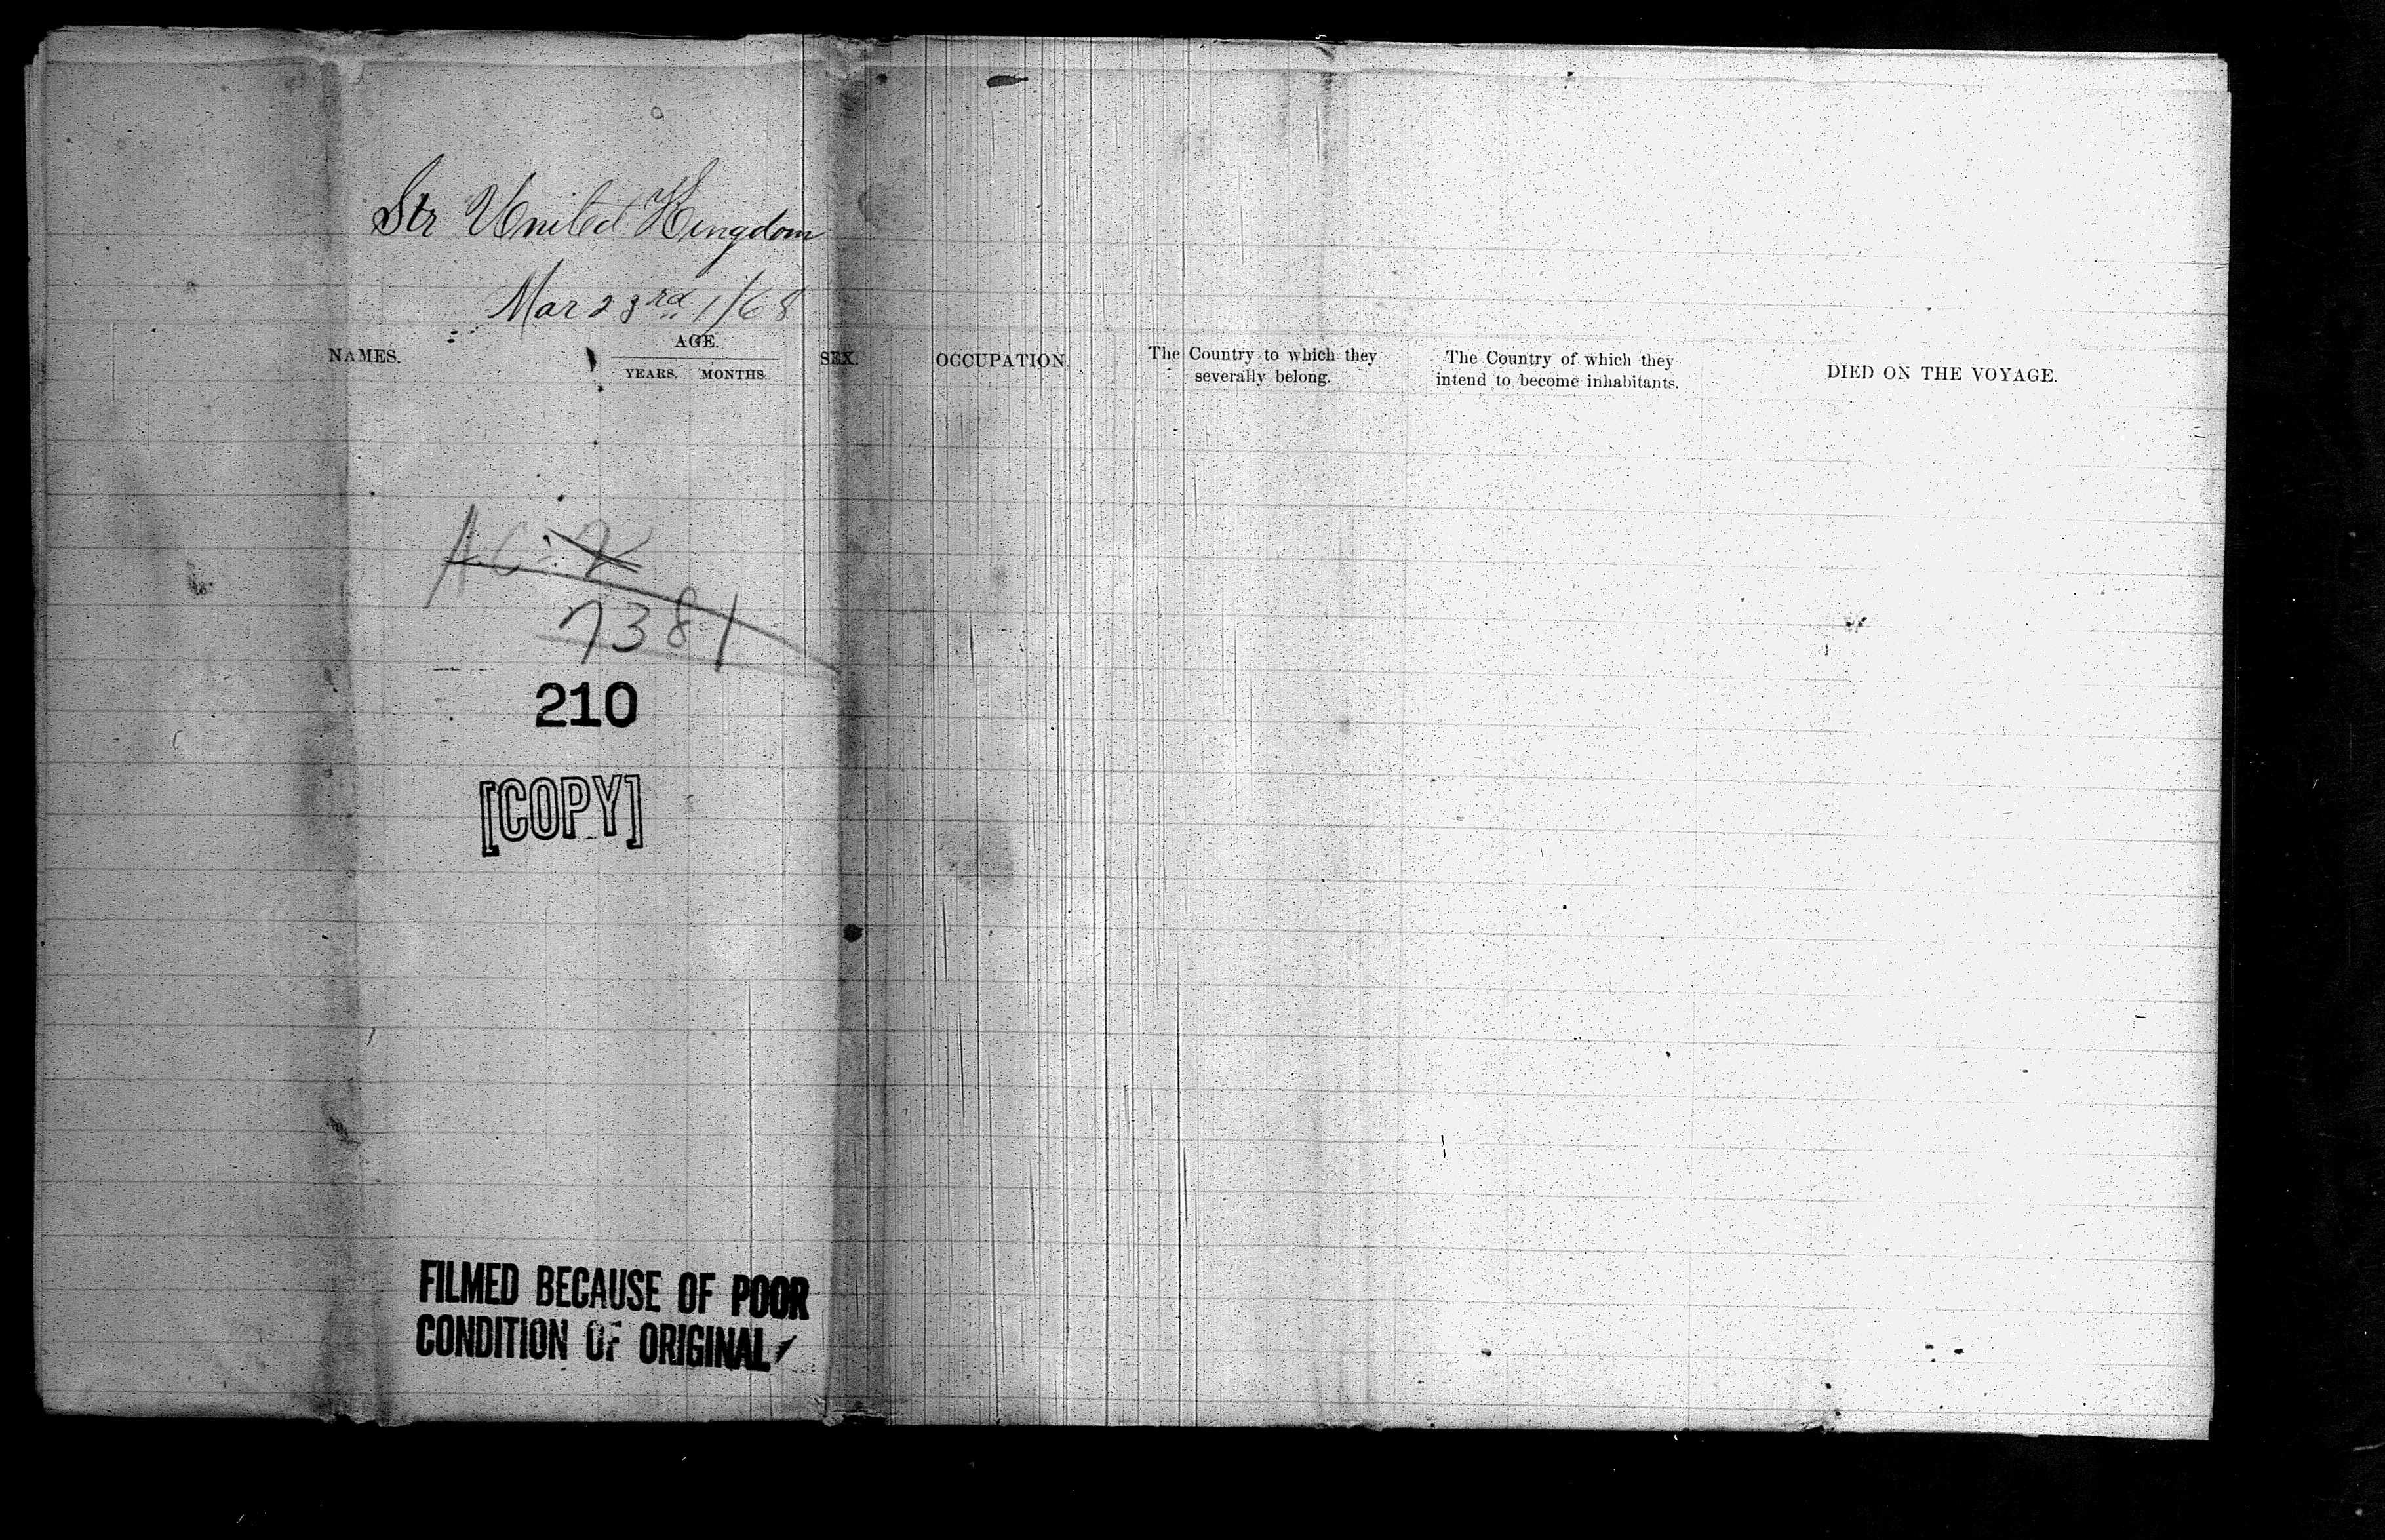 Str United Kingdom
Mar 23rd 1/68
NAMES. AGE. SEX. OCCUPATION. The Country to which they severally belong. The Country of which they intend to become inhabitants. DIED ON THE VOYAGE.
YEARS. MONTHS.
7381
210
[COPY]
FILMED BECAUSE OF POOR
CONDITION OF ORIGINAL